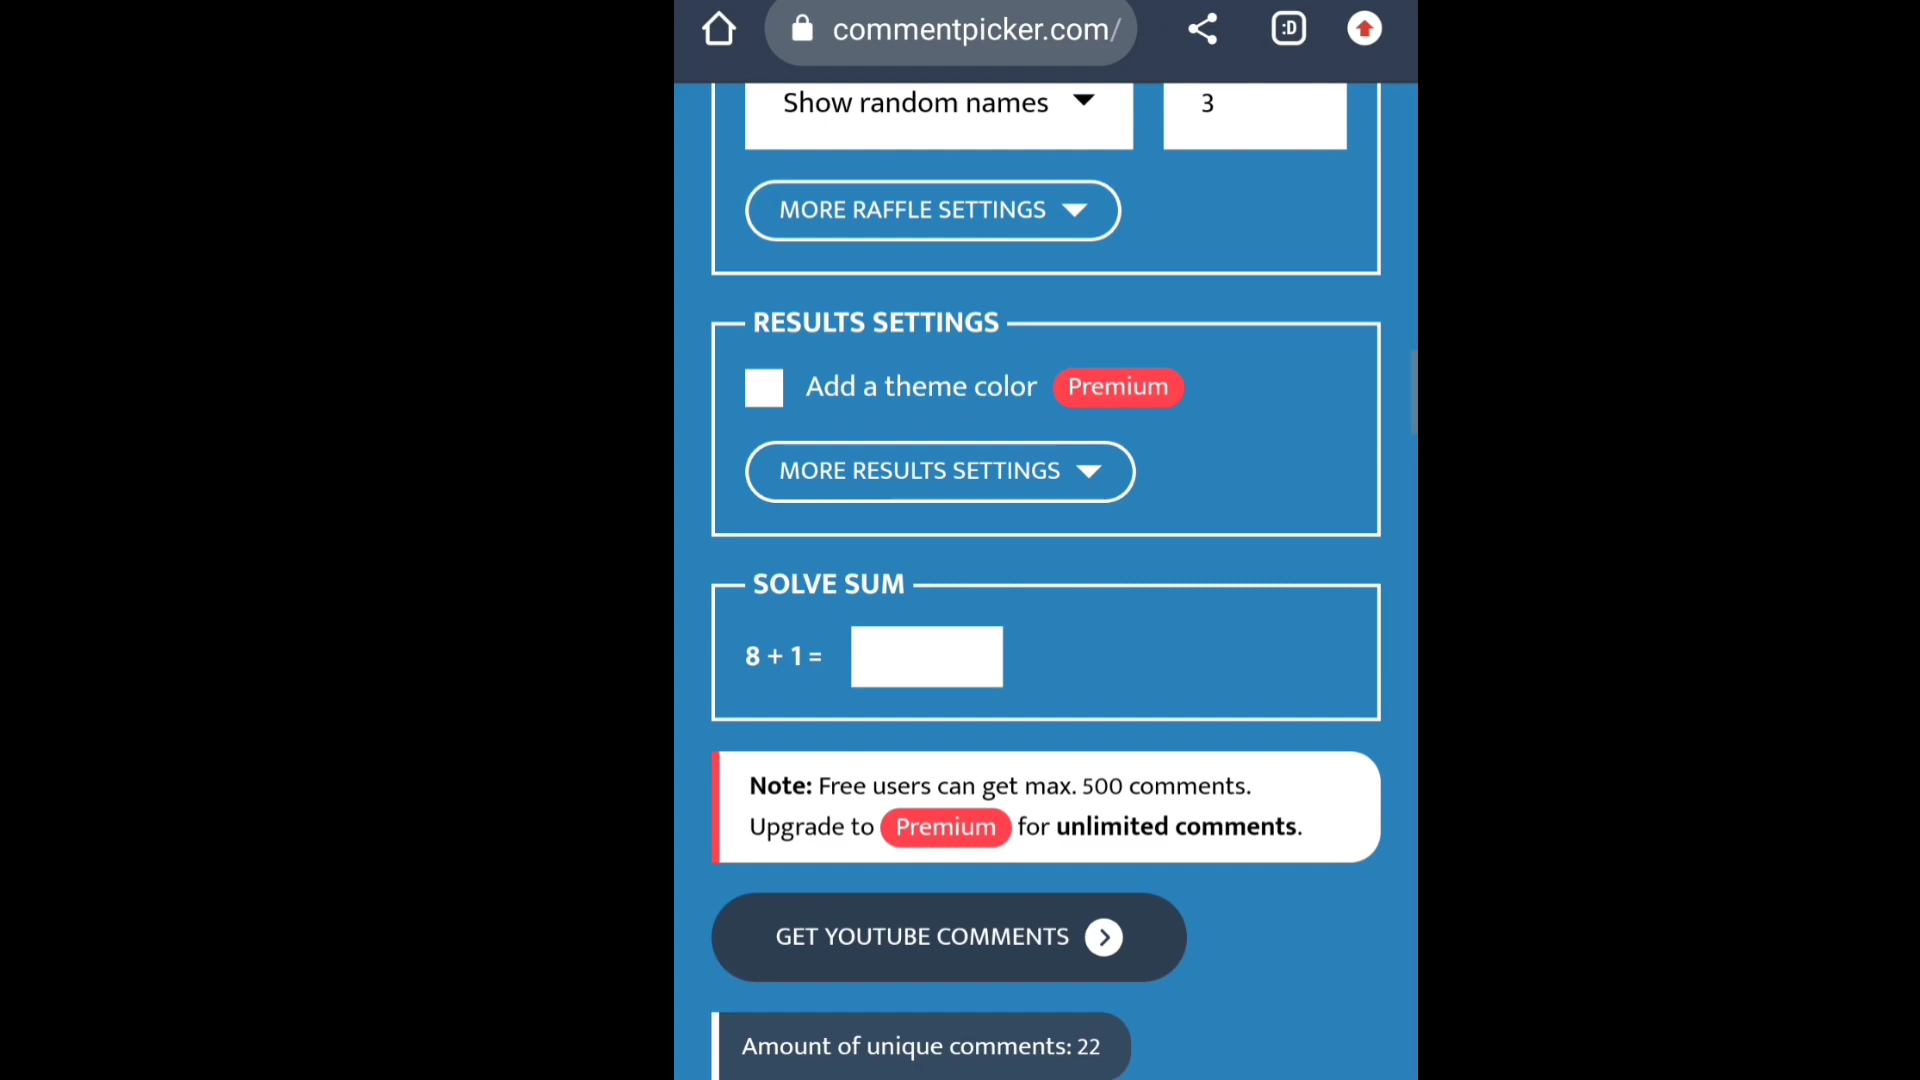 commentpicker.com/
:D
Show random names
3
MORE RAFFLE SETTINGS
RESULTS SETTINGS
Add a theme color Premium
MORE RESULTS SETTINGS
SOLVE SUM
8 + 1 =
Note: Free users can get max. 500 comments.
Upgrade to Premium for unlimited comments.
GET YOUTUBE COMMENTS
Amount of unique comments: 22